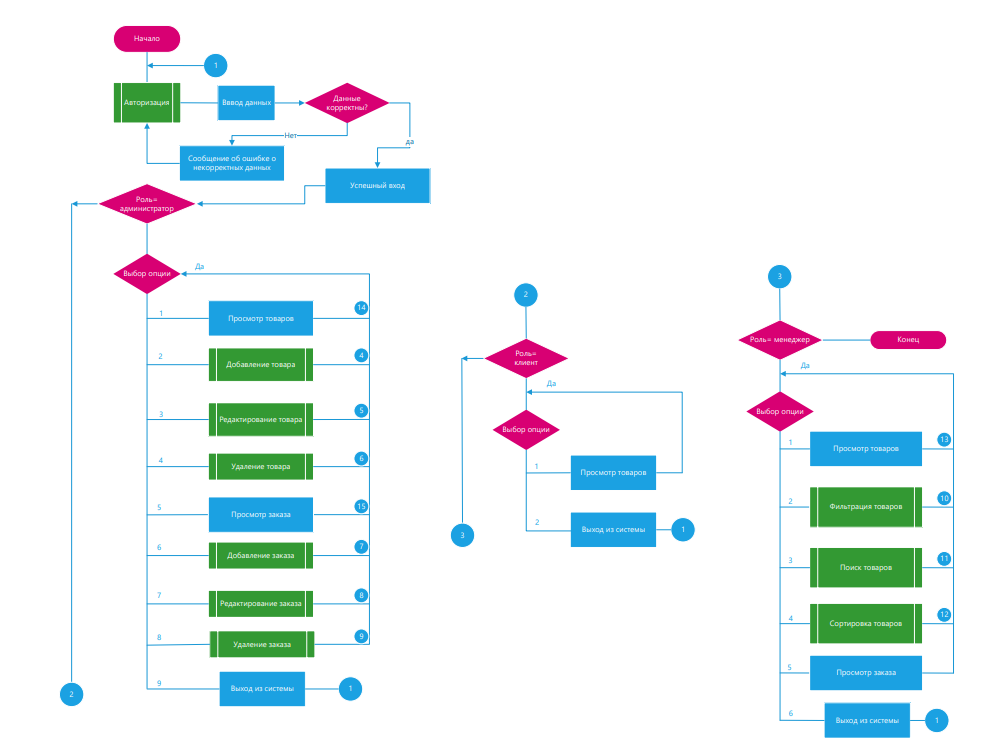 Начало
1
Авторизация
Вввод данных
Данные
корректны?
Нет
да
Сообщение об ошибке о
некорректных данных
Успешный вход
Роль=
администратор
Выбор опции
Да
1
Просмотр товаров
14
2
Добавление товара
4
3
Редактирование товара
5
4
Удаление товара
6
5
Просмотр заказа
15
6
Добавление заказа
7
7
Редактирование заказа
8
8
Удаление заказа
9
9
Выход из системы
1
2
2
Роль=
клиент
Да
Выбор опции
1
Просмотр товаров
2
Выход из системы
1
3
3
Роль= менеджер
Конец
Да
Выбор опции
1
Просмотр товаров
13
2
Фильтрация товаров
10
3
Поиск товаров
11
4
Сортировка товаров
12
5
Просмотр заказа
6
Выход из системы
1